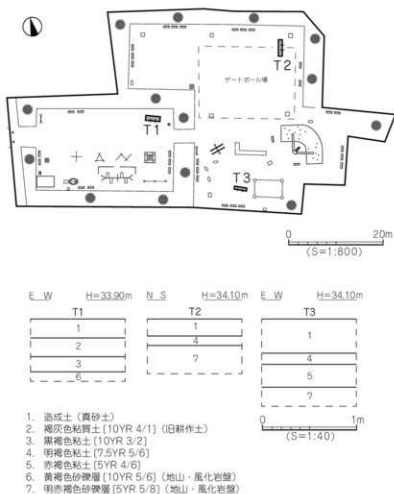 T2
ゲートボール場
T1
T3
0 20m
(S=1:800)
E W H=33.90m N S H=34.10m E W H=34.10m
T1 T2 T3
1
2
3
6
1
4
7
1
4
5
7
0 1m
(S=1:40)
1. 造成土（真砂土）
2. 褐灰色粘質土 [10YR 4/1]（旧耕作土）
3. 黒褐色粘土 [10YR 3/2]
4. 明褐色粘土 [7.5YR 5/6]
5. 赤褐色粘土 [5YR 4/6]
6. 黄褐色砂礫層 [10YR 5/6]（地山・風化岩盤）
7. 明赤褐色砂礫層 [5YR 5/8]（地山・風化岩盤）